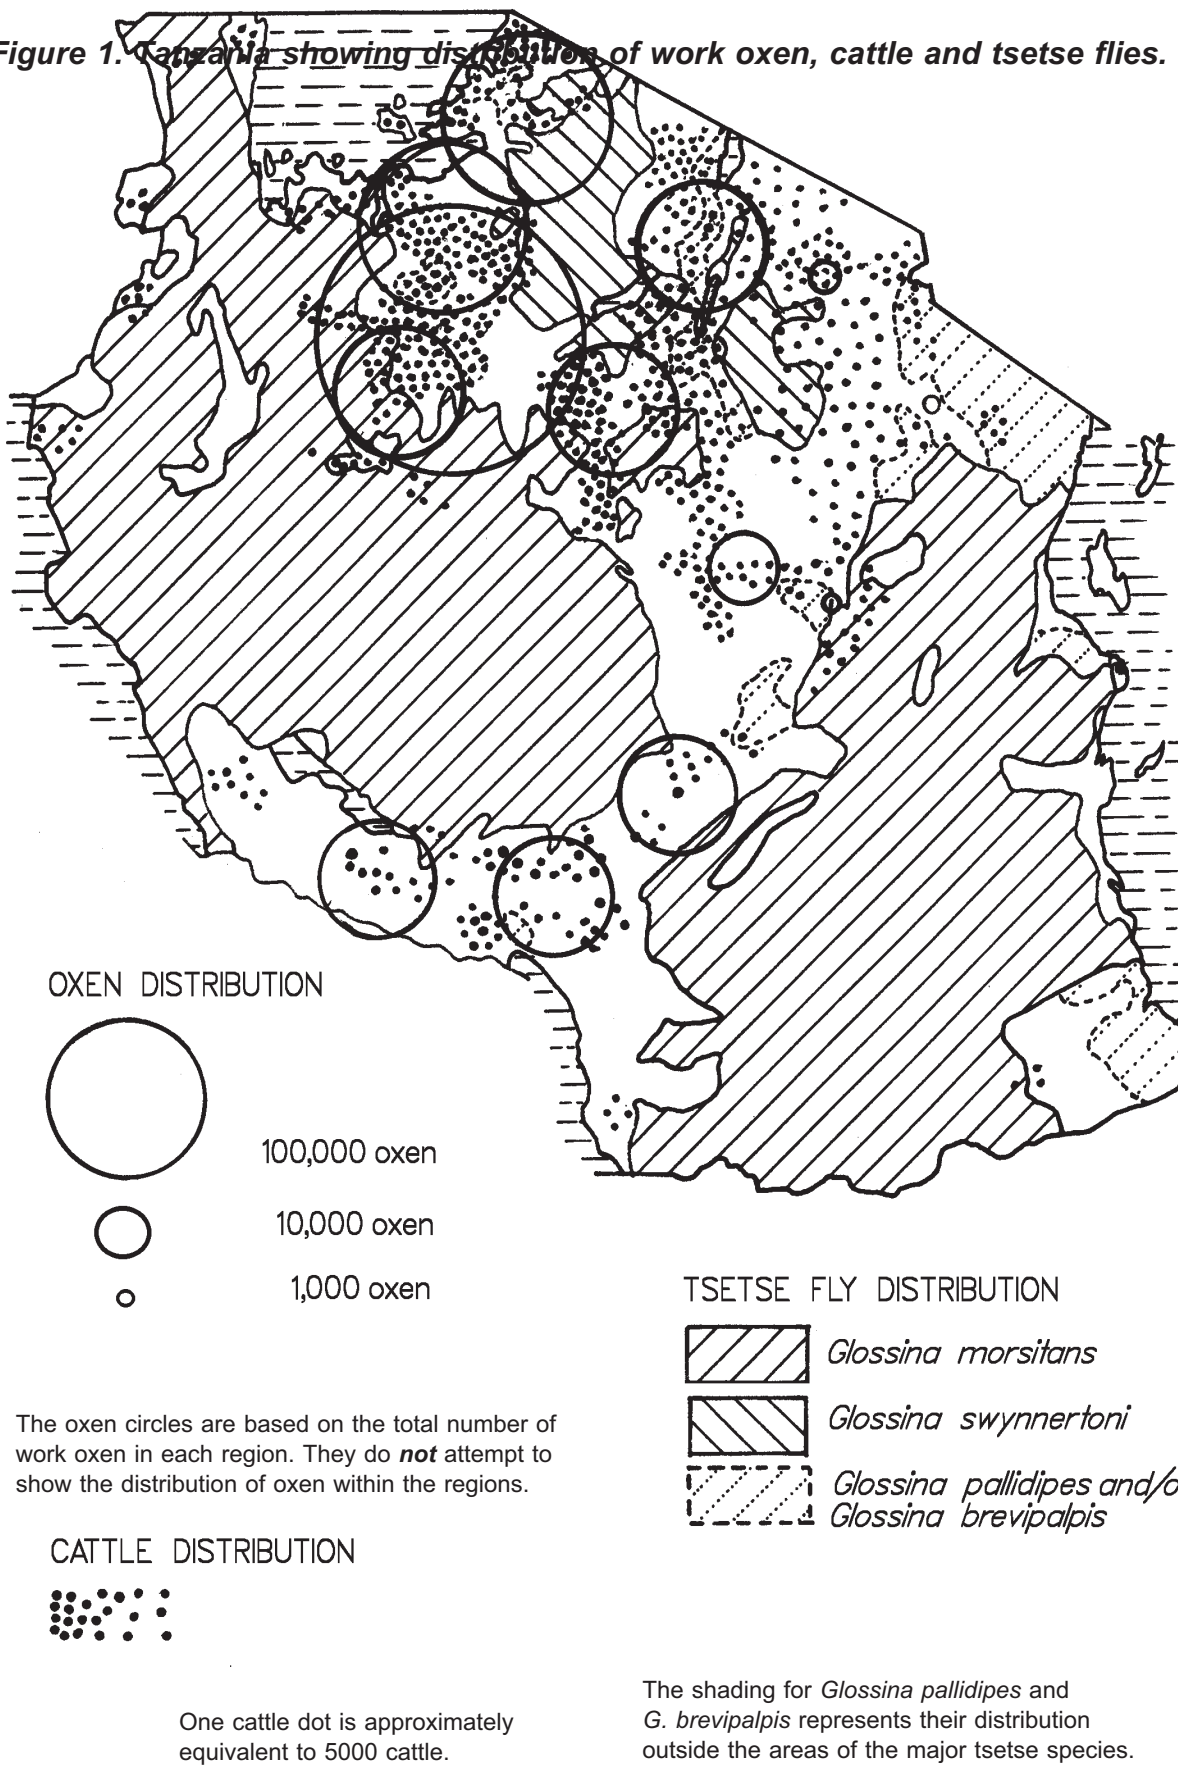 Figure 1. Tanzania showing distribution of work oxen, cattle and tsetse flies.
OXEN DISTRIBUTION
100,000 oxen
10,000 oxen
1,000 oxen
TSETSE FLY DISTRIBUTION
Glossina morsitans
Glossina swynnertoni
Glossina pallidipes and/o
Glossina brevipalpis
The oxen circles are based on the total number of
work oxen in each region. They do not attempt to
show the distribution of oxen within the regions.
CATTLE DISTRIBUTION
One cattle dot is approximately
equivalent to 5000 cattle.
The shading for Glossina pallidipes and
G. brevipalpis represents their distribution
outside the areas of the major tsetse species.